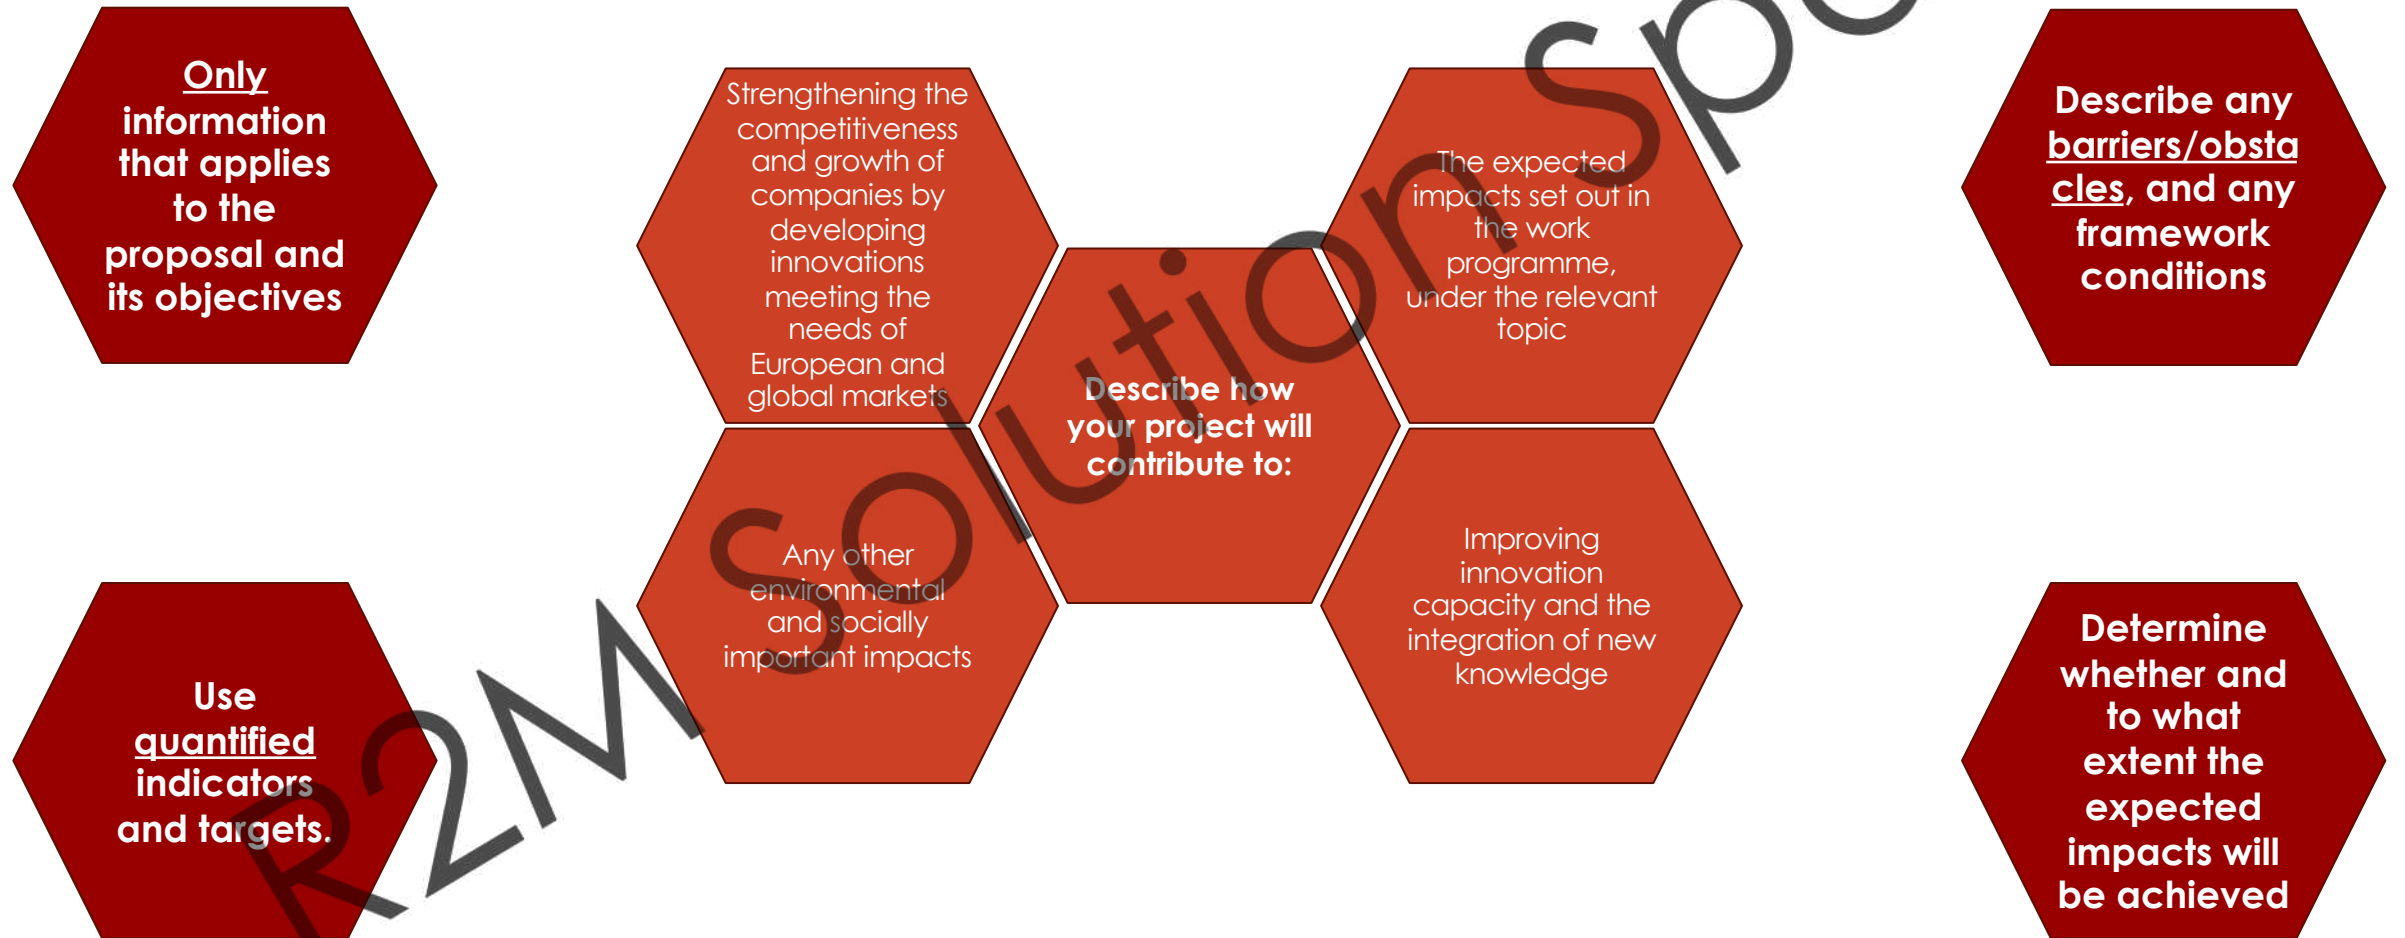 Only
information
that applies
to the
proposal and
its objectives
Strengthening the
competitiveness
and growth of
companies by
developing
innovations
meeting the
needs of
European and
global markets
The expected
impacts set out in
the work
programme,
under the relevant
topic
Describe any
barriers/obsta
cles, and any
framework
conditions
Describe how
your project will
contribute to:
Any other
environmental
and socially
important impacts
Improving
innovation
capacity and the
integration of new
knowledge
Use
quantified
indicators
and targets.
Determine
whether and
to what
extent the
expected
impacts will
be achieved
R2M Solution